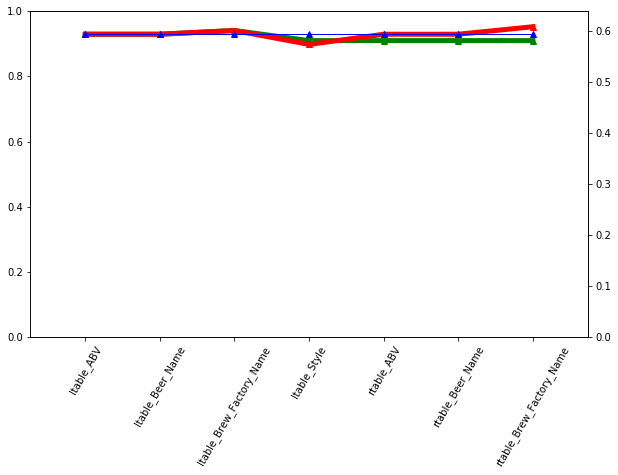 1.0
0.8
0.6
0.4
0.2
0.0
0.6
0.5
0.4
0.3
0.2
0.1
0.0
ltable_ABV
ltable_Beer_Name
ltable_Brew_Factory_Name
ltable_Style
rtable_ABV
rtable_Beer_Name
rtable_Brew_Factory_Name